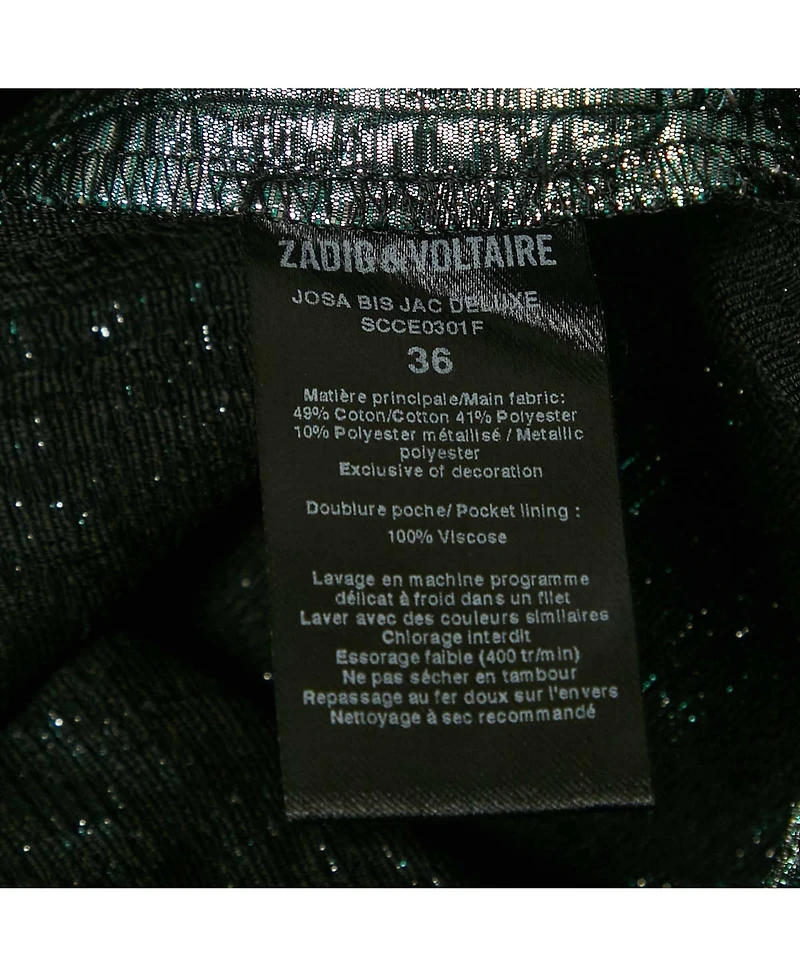 ZADIG&VOLTAIRE
JOSA BIS JAC DELUXE
SCCE0301F
36
Matière principale/Main fabric:
49% Coton/Cotton 41% Polyester
10% Polyester métallisé / Metallic
polyester
Exclusive of decoration
Doublure poche/ Pocket lining :
100% Viscose
Lavage en machine programme
délicat à froid dans un filet
Laver avec des couleurs similaires
Chlorage interdit
Essorage faible (400 tr/min)
Ne pas sécher en tambour
Repassage au fer doux sur l'envers
Nettoyage à sec recommandé